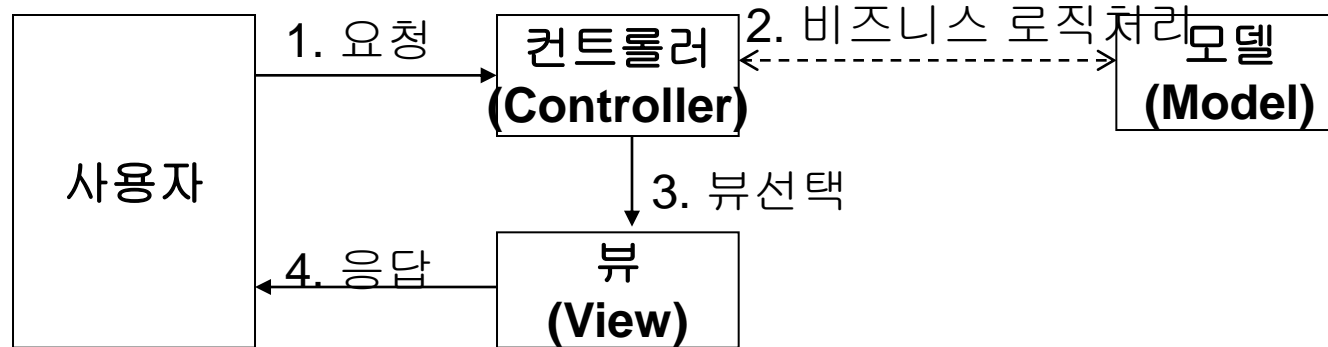 1. 요청
컨트롤러
(Controller)
2. 비즈니스 로직처리
모델
(Model)
사용자
3. 뷰선택
4. 응답
뷰
(View)